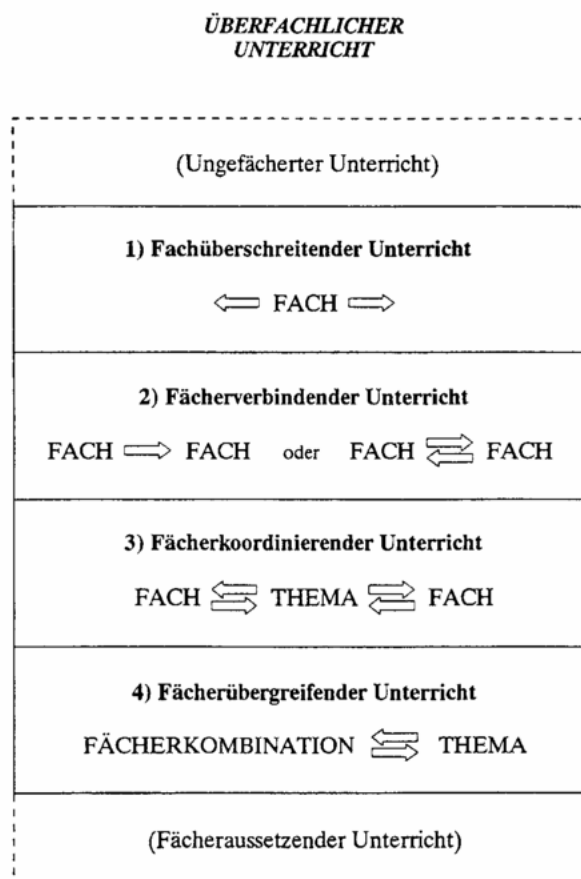 ÜBERFACHLICHER
UNTERRICHT
(Ungefächerter Unterricht)
1) Fachüberschreitender Unterricht
FACH
2) Fächerverbindender Unterricht
FACH FACH oder FACH FACH
3) Fächerkoordinierender Unterricht
FACH THEMA FACH
4) Fächerübergreifender Unterricht
FÄCHERKOMBINATION THEMA
(Fächeraussetzender Unterricht)